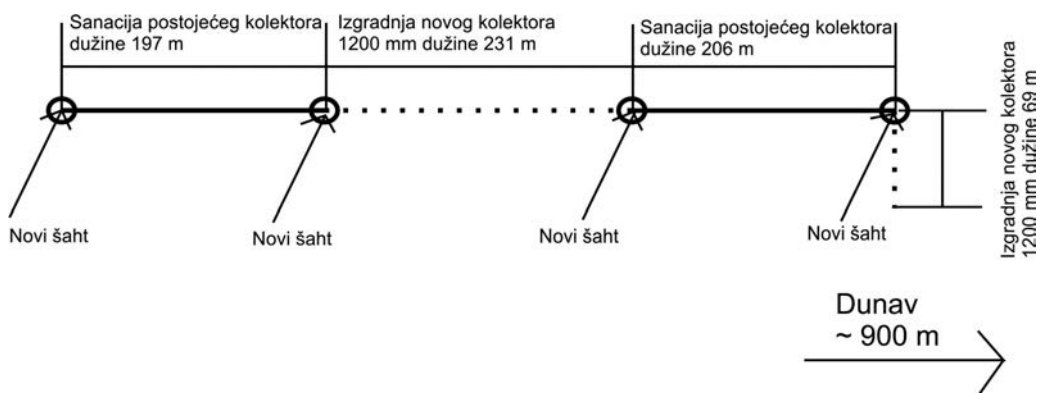 Sanacija postojećeg kolektora
dužine 197 m
Izgradnja novog kolektora
1200 mm dužine 231 m
Sanacija postojećeg kolektora
dužine 206 m
Izgradnja novog kolektora
1200 mm dužine 69 m
Novi šaht
Novi šaht
Novi šaht
Novi šaht
Dunav
~ 900 m